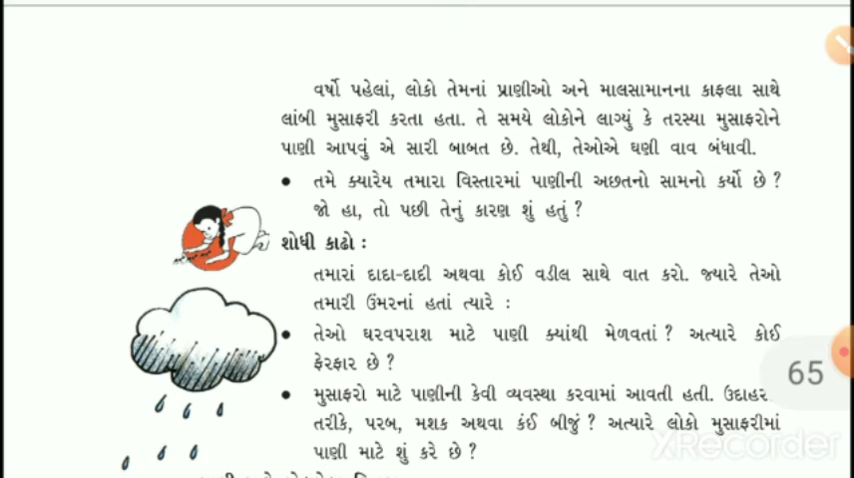 વર્ષો પહેલાં, લોકો તેમનાં પ્રાણીઓ અને માલસામાનના કાફલા સાથે
લાંબી મુસાફરી કરતા હતા. તે સમયે લોકોને લાગ્યું કે તરસ્યા મુસાફરોને
પાણી આપવું એ સારી બાબત છે. તેથી, તેઓએ ઘણી વાવ બંધાવી.
• તમે ક્યારેય તમારા વિસ્તારમાં પાણીની અછતનો સામનો કર્યો છે ?
જો હા, તો પછી તેનું કારણ શું હતું ?
શોધી કાઢો :
તમારાં દાદા-દાદી અથવા કોઈ વડીલ સાથે વાત કરો. જ્યારે તેઓ
તમારી ઉંમરનાં હતાં ત્યારે :
• તેઓ ઘરવપરાશ માટે પાણી ક્યાંથી મેળવતાં ? અત્યારે કોઈ
ફેરફાર છે ?
65
• મુસાફરો માટે પાણીની કેવી વ્યવસ્થા કરવામાં આવતી હતી. ઉદાહર
તરીકે, પરબ, મશક અથવા કંઈ બીજું ? અત્યારે લોકો મુસાફરીમાં
પાણી માટે શું કરે છે ?
XRecorder